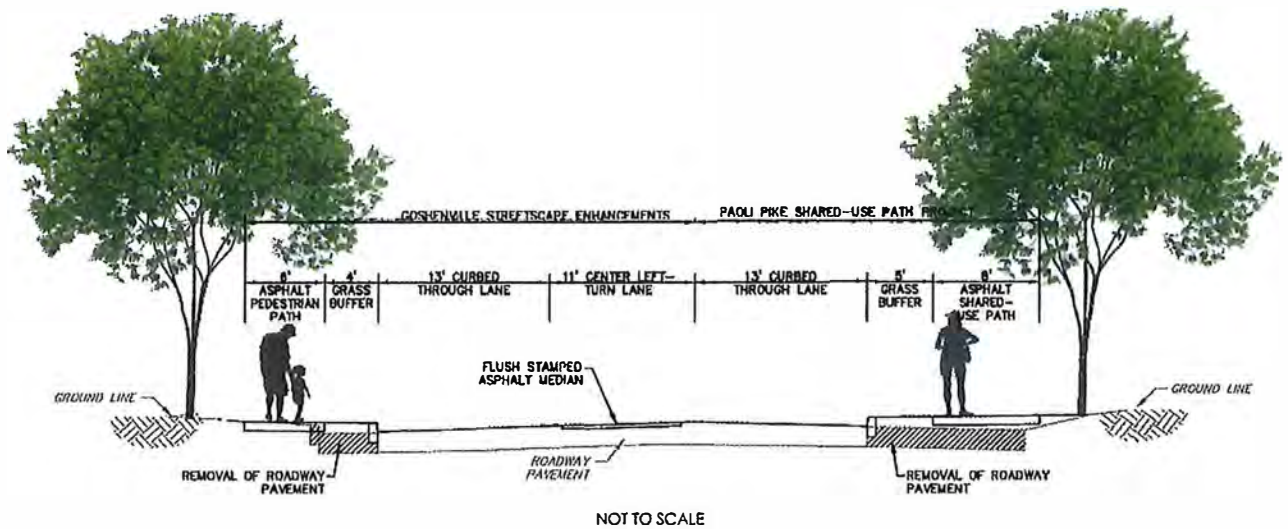 GOSHENVILLE STREETSCAPE ENHANCEMENTS
PAOLI PIKE SHARED-USE PATH PROJECT
6'
ASPHALT
PEDESTRIAN
PATH
4'
GRASS
BUFFER
13' CURBED
THROUGH LANE
11' CENTER LEFT-
TURN LANE
13' CURBED
THROUGH LANE
5'
GRASS
BUFFER
8'
ASPHALT
SHARED-
USE PATH
FLUSH STAMPED
ASPHALT MEDIAN
GROUND LINE
GROUND LINE
REMOVAL OF ROADWAY
PAVEMENT
ROADWAY
PAVEMENT
REMOVAL OF ROADWAY
PAVEMENT
NOT TO SCALE